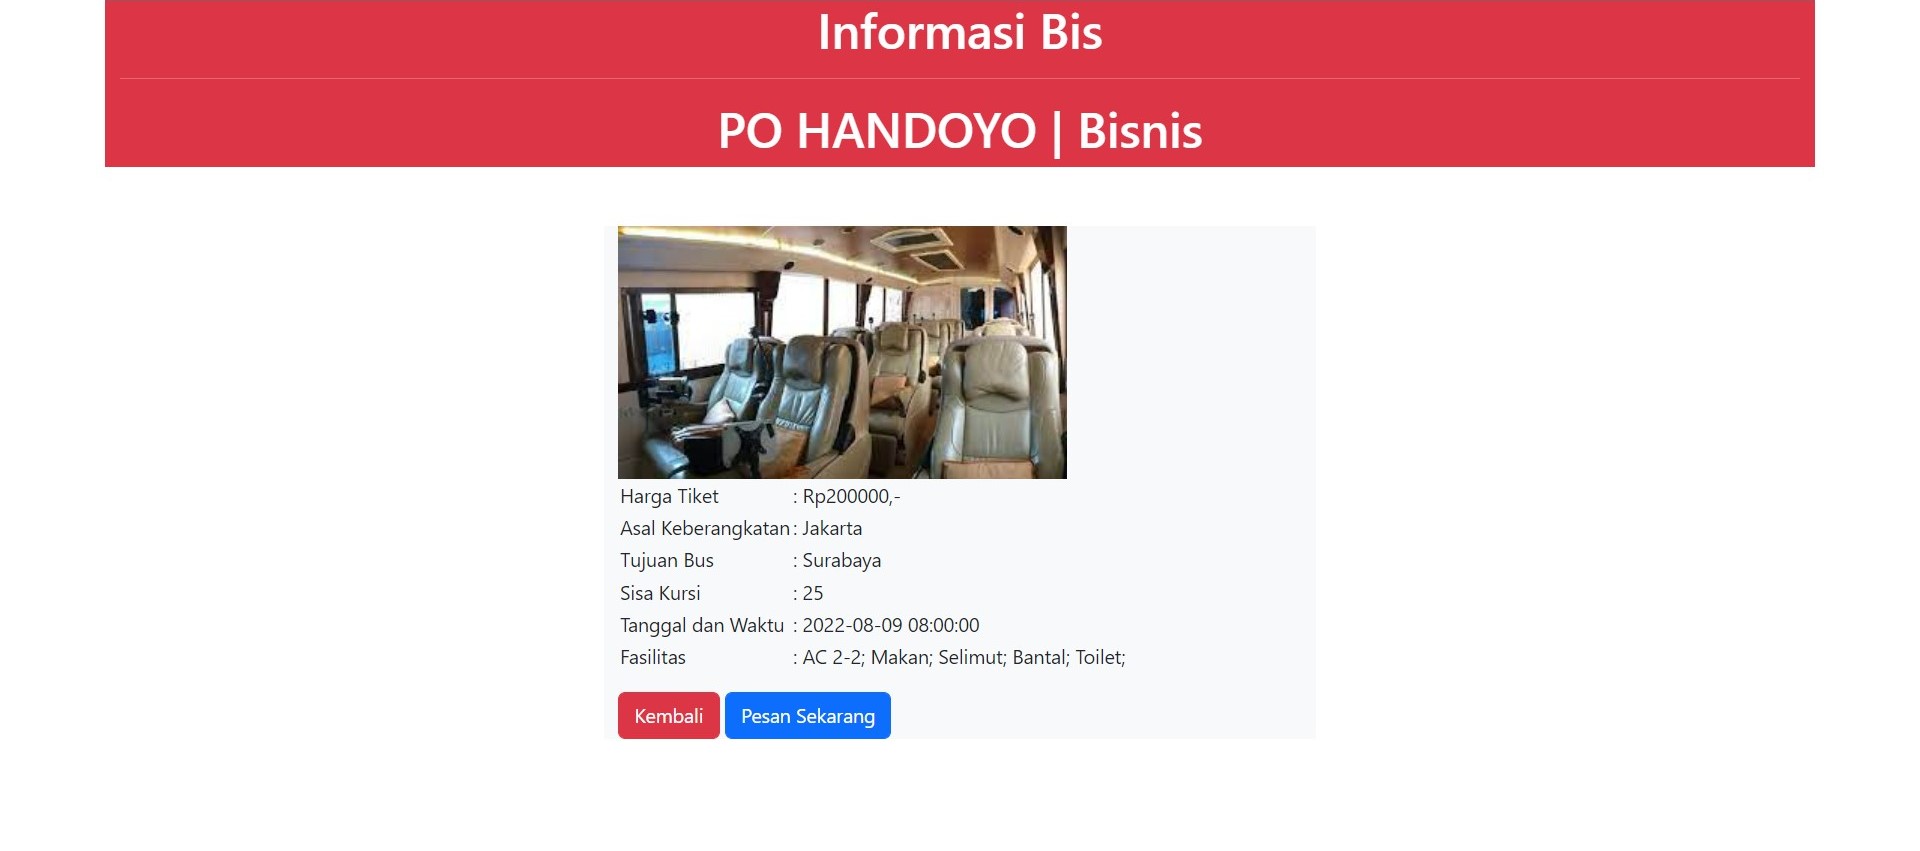 Informasi Bis
PO HANDOYO | Bisnis
Harga Tiket : Rp200000,-
Asal Keberangkatan : Jakarta
Tujuan Bus : Surabaya
Sisa Kursi : 25
Tanggal dan Waktu : 2022-08-09 08:00:00
Fasilitas : AC 2-2; Makan; Selimut; Bantal; Toilet;
Kembali Pesan Sekarang